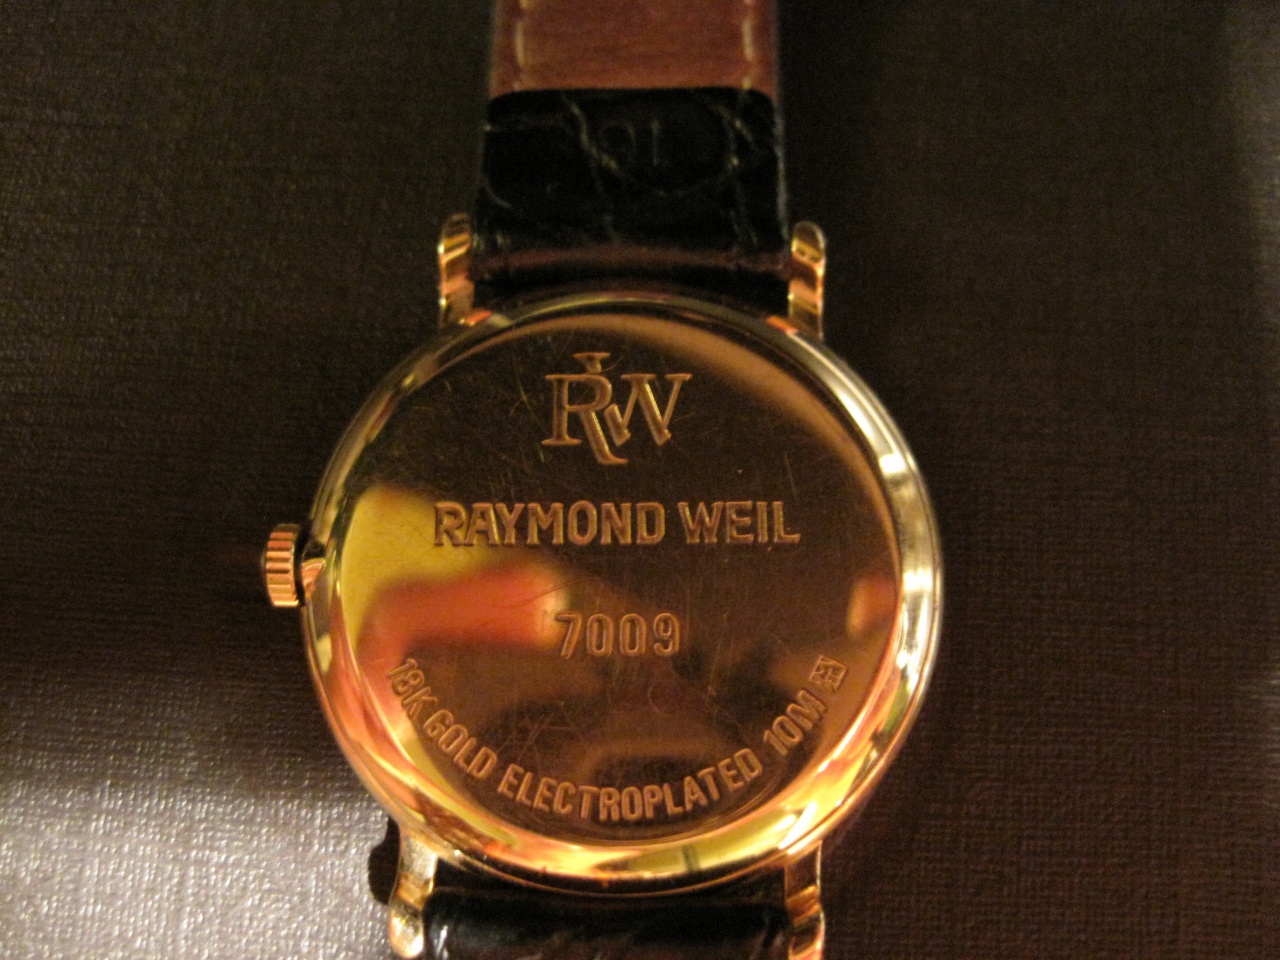 RW
RAYMOND WEIL
7009
18K GOLD ELECTROPLATED 10M